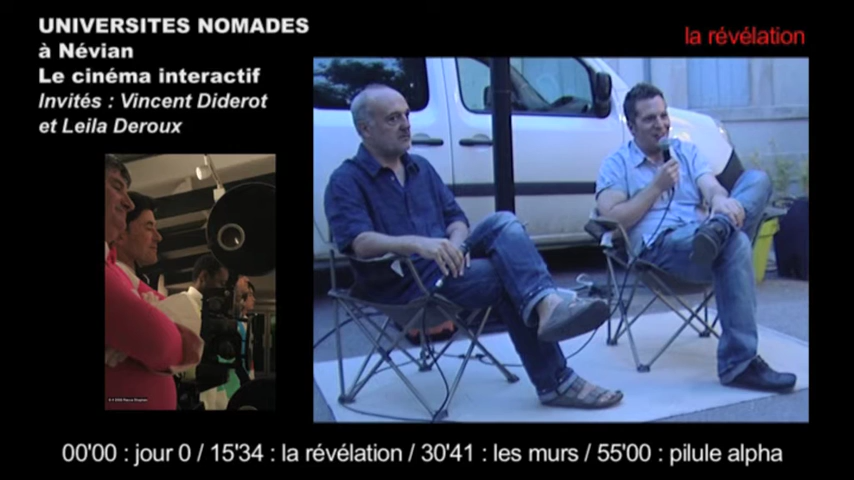 UNIVERSITES NOMADES
à Névian
Le cinéma interactif
Invités : Vincent Diderot
et Leila Deroux
la révélation
00'00 : jour 0 / 15'34 : la révélation / 30'41 : les murs / 55'00 : pilule alpha